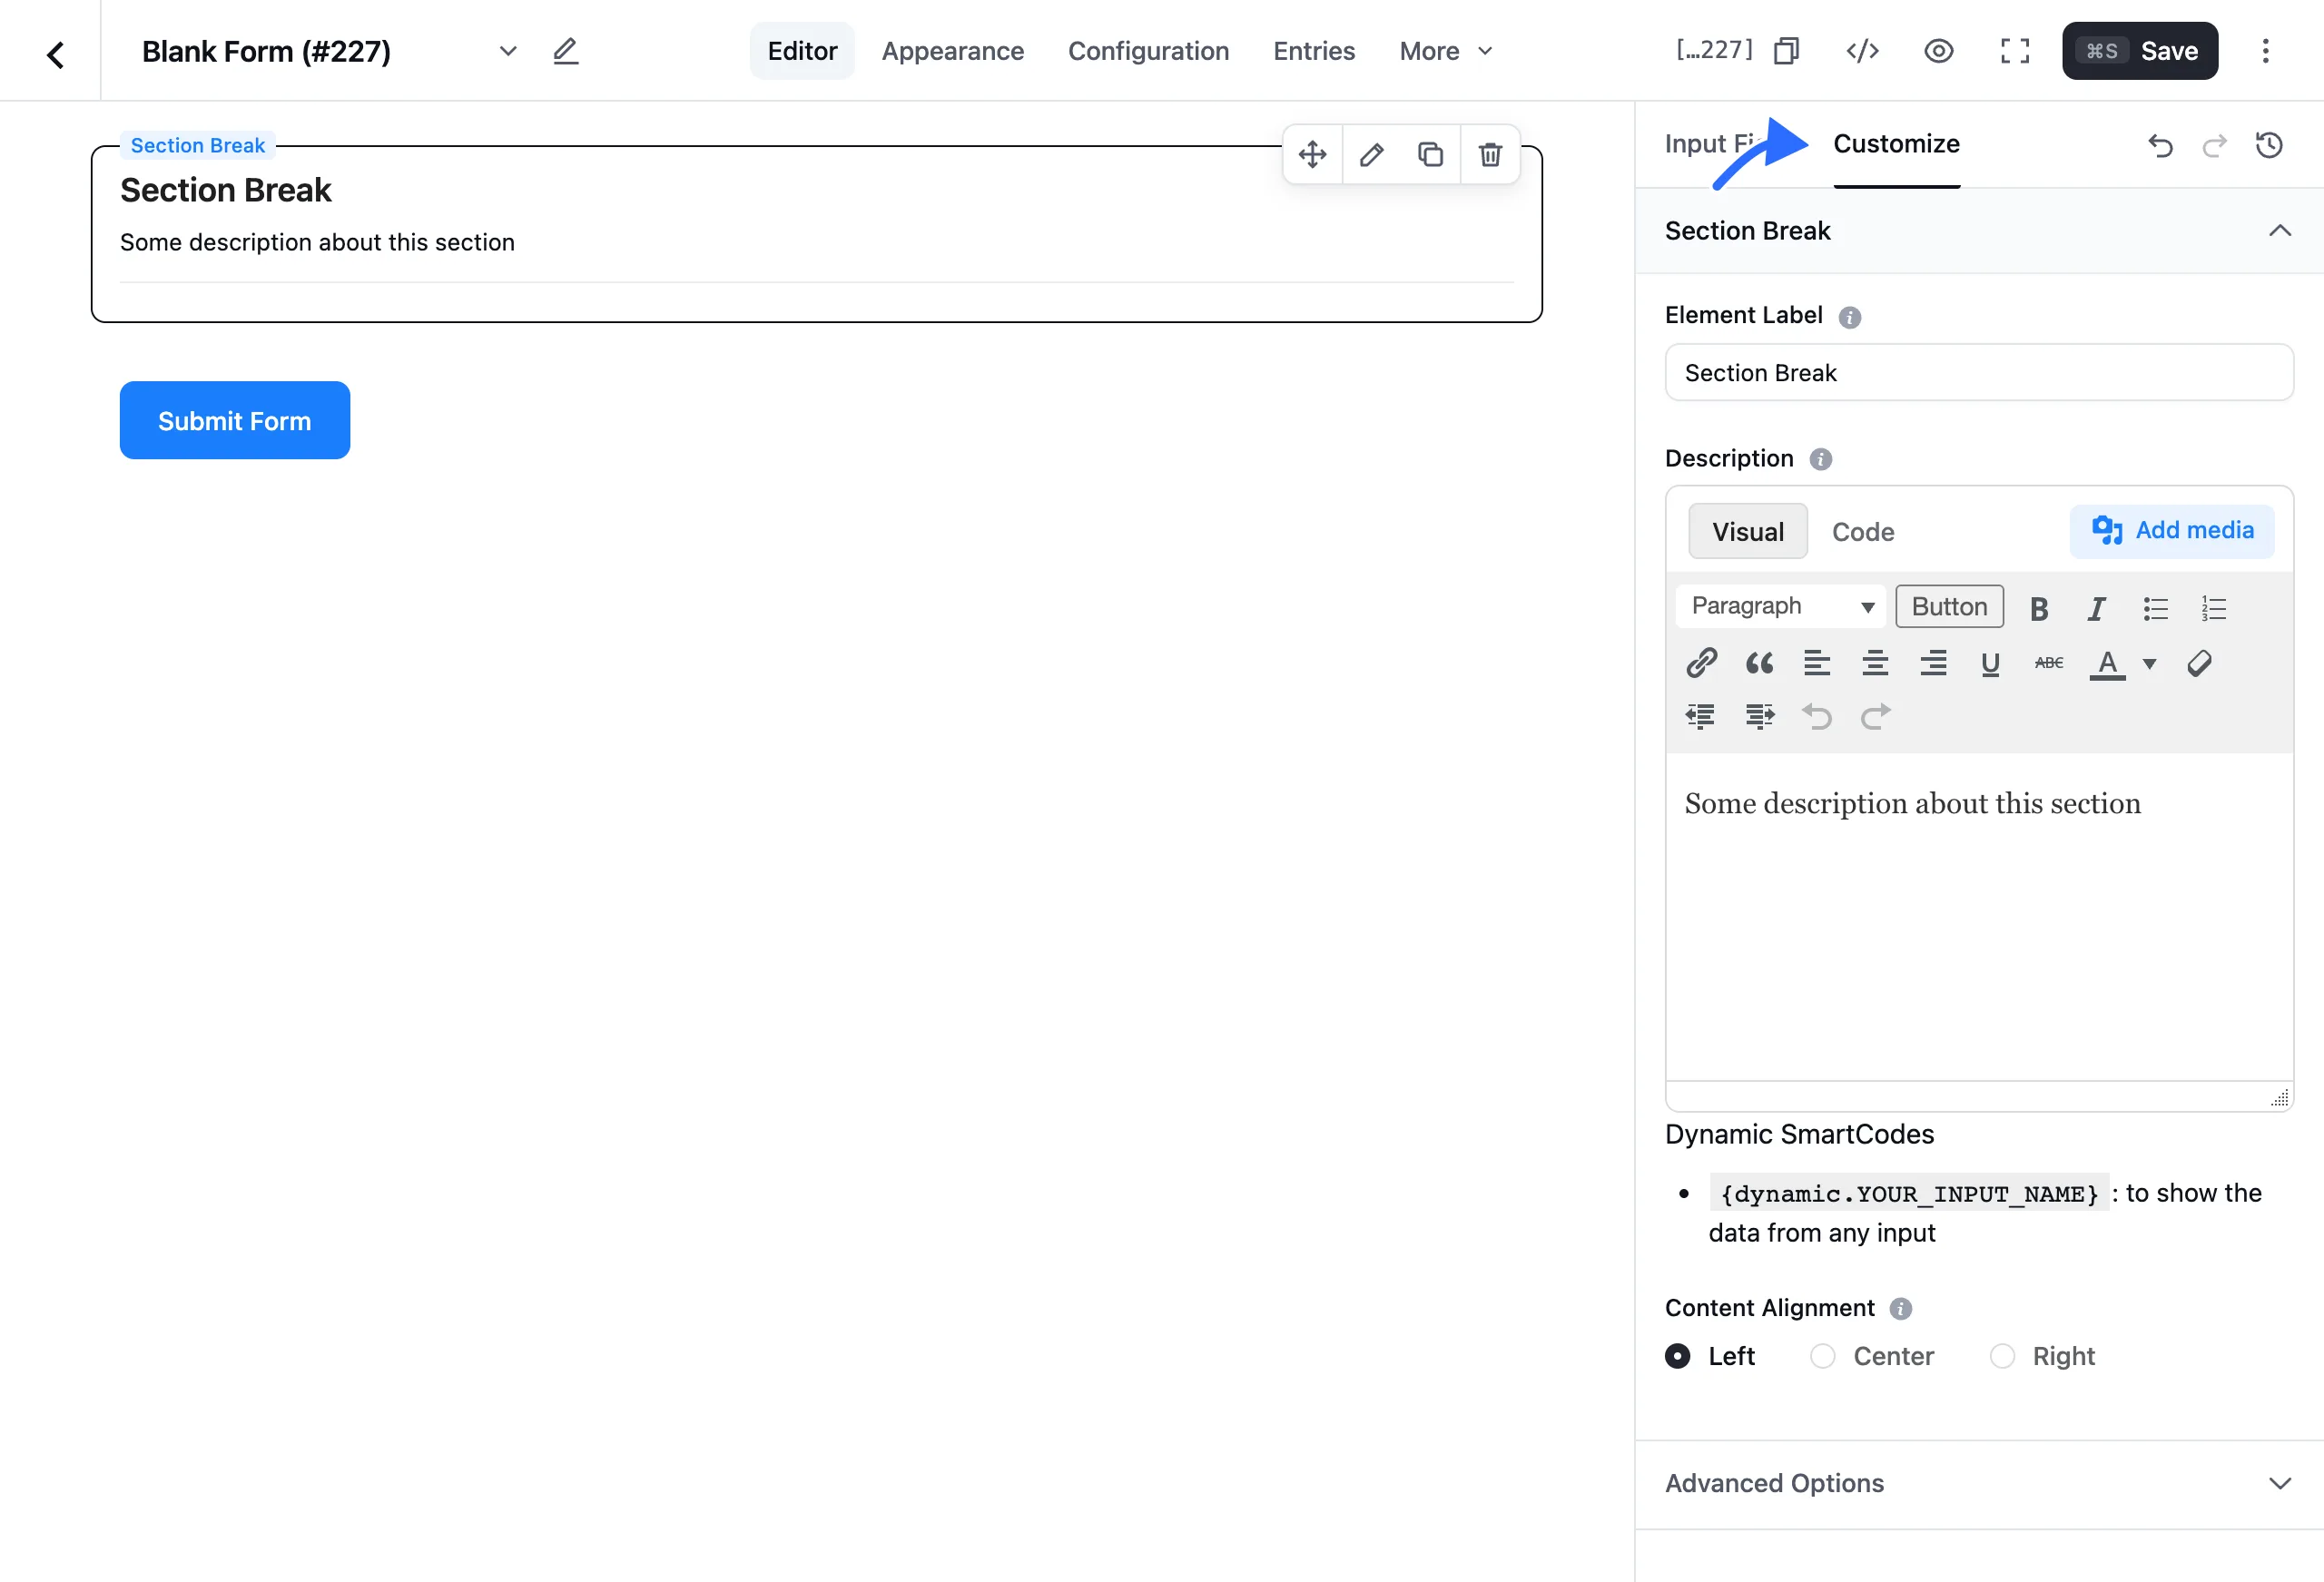 Blank Form (#227)
Editor
Appearance
Configuration
Entries
More
[...227]
⌘S Save
Section Break
Section Break
Some description about this section
Submit Form
Input Fi
Customize
Section Break
Element Label
Section Break
Description
Visual
Code
Add media
Paragraph
Button
B
I
U
ABC
A
Some description about this section
Dynamic SmartCodes
{dynamic.YOUR_INPUT_NAME} : to show the
data from any input
Content Alignment
Left
Center
Right
Advanced Options